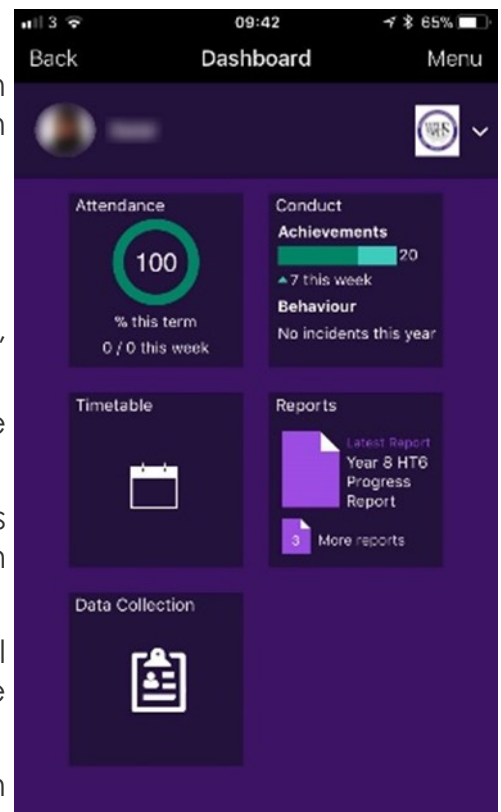 3 09:42 65%
Back Dashboard Menu
WHS
Attendance
100
% this term
0 / 0 this week
Conduct
Achievements
20
7 this week
Behaviour
No incidents this year
Timetable
Reports
Latest Report
Year 8 HT6
Progress
Report
3 More reports
Data Collection